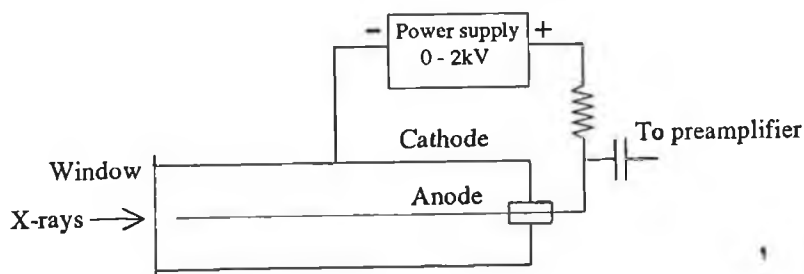 − Power supply +
0 - 2kV
To preamplifier
Cathode
Window
Anode
X-rays